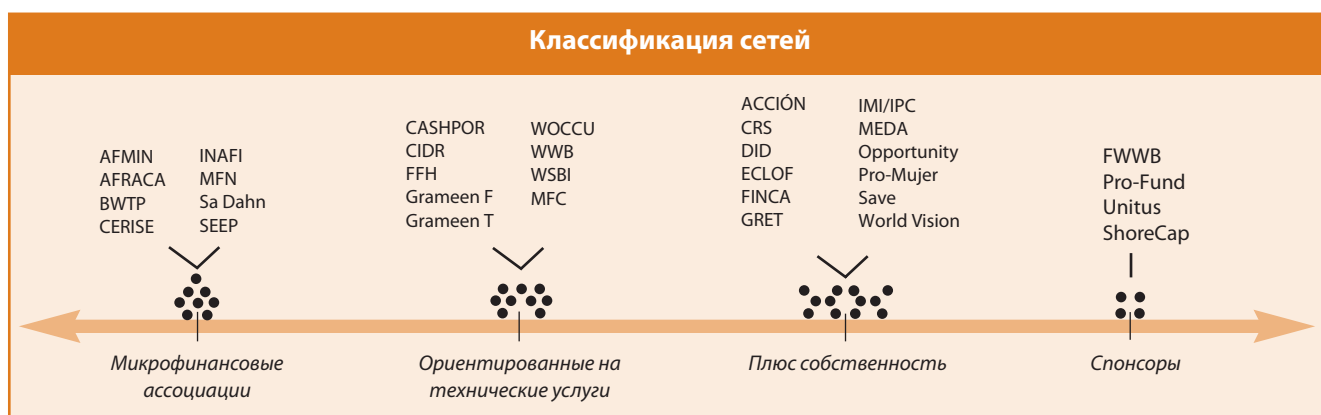 Классификация сетей
AFMIN
AFRACA
BWTP
CERISE
INAFI
MFN
Sa Dahn
SEEP
CASHPOR
CIDR
FFH
Grameen F
Grameen T
WOCCU
WWB
WSBI
MFC
ACCIÓN
CRS
DID
ECLOF
FINCA
GRET
IMI/IPC
MEDA
Opportunity
Pro-Mujer
Save
World Vision
FWWB
Pro-Fund
Unitus
ShoreCap
Микрофинансовые
ассоциации
Ориентированные на
технические услуги
Плюс собственность
Спонсоры